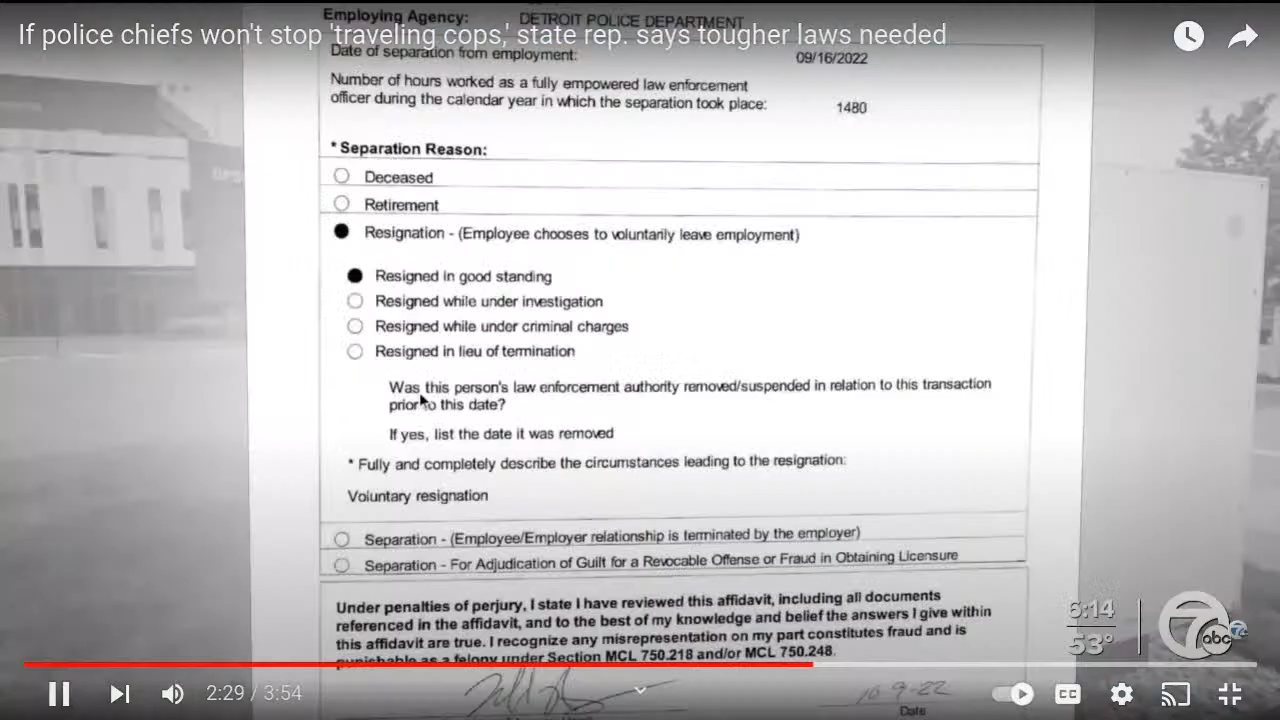 Employing Agency: DETROIT POLICE DEPARTMENT
If police chiefs won't stop 'traveling cops,' state rep. says tougher laws needed
Date of separation from employment: 09/16/2022
Number of hours worked as a fully empowered law enforcement
officer during the calendar year in which the separation took place: 1480
* Separation Reason:
Deceased
Retirement
Resignation - (Employee chooses to voluntarily leave employment)
Resigned in good standing
Resigned while under investigation
Resigned while under criminal charges
Resigned in lieu of termination
Was this person's law enforcement authority removed/suspended in relation to this transaction
prior to this date?
If yes, list the date it was removed
* Fully and completely describe the circumstances leading to the resignation:
Voluntary resignation
Separation - (Employee/Employer relationship is terminated by the employer)
Separation - For Adjudication of Guilt for a Revocable Offense or Fraud in Obtaining Licensure
Under penalties of perjury, I state I have reviewed this affidavit, including all documents
referenced in the affidavit, and to the best of my knowledge and belief the answers I give within
this affidavit are true. I recognize any misrepresentation on my part constitutes fraud and is
punishable as a felony under Section MCL 750.218 and/or MCL 750.248.
6:14
53°
7 abc 7
2:29 / 3:54
CC
10-9-22
Date